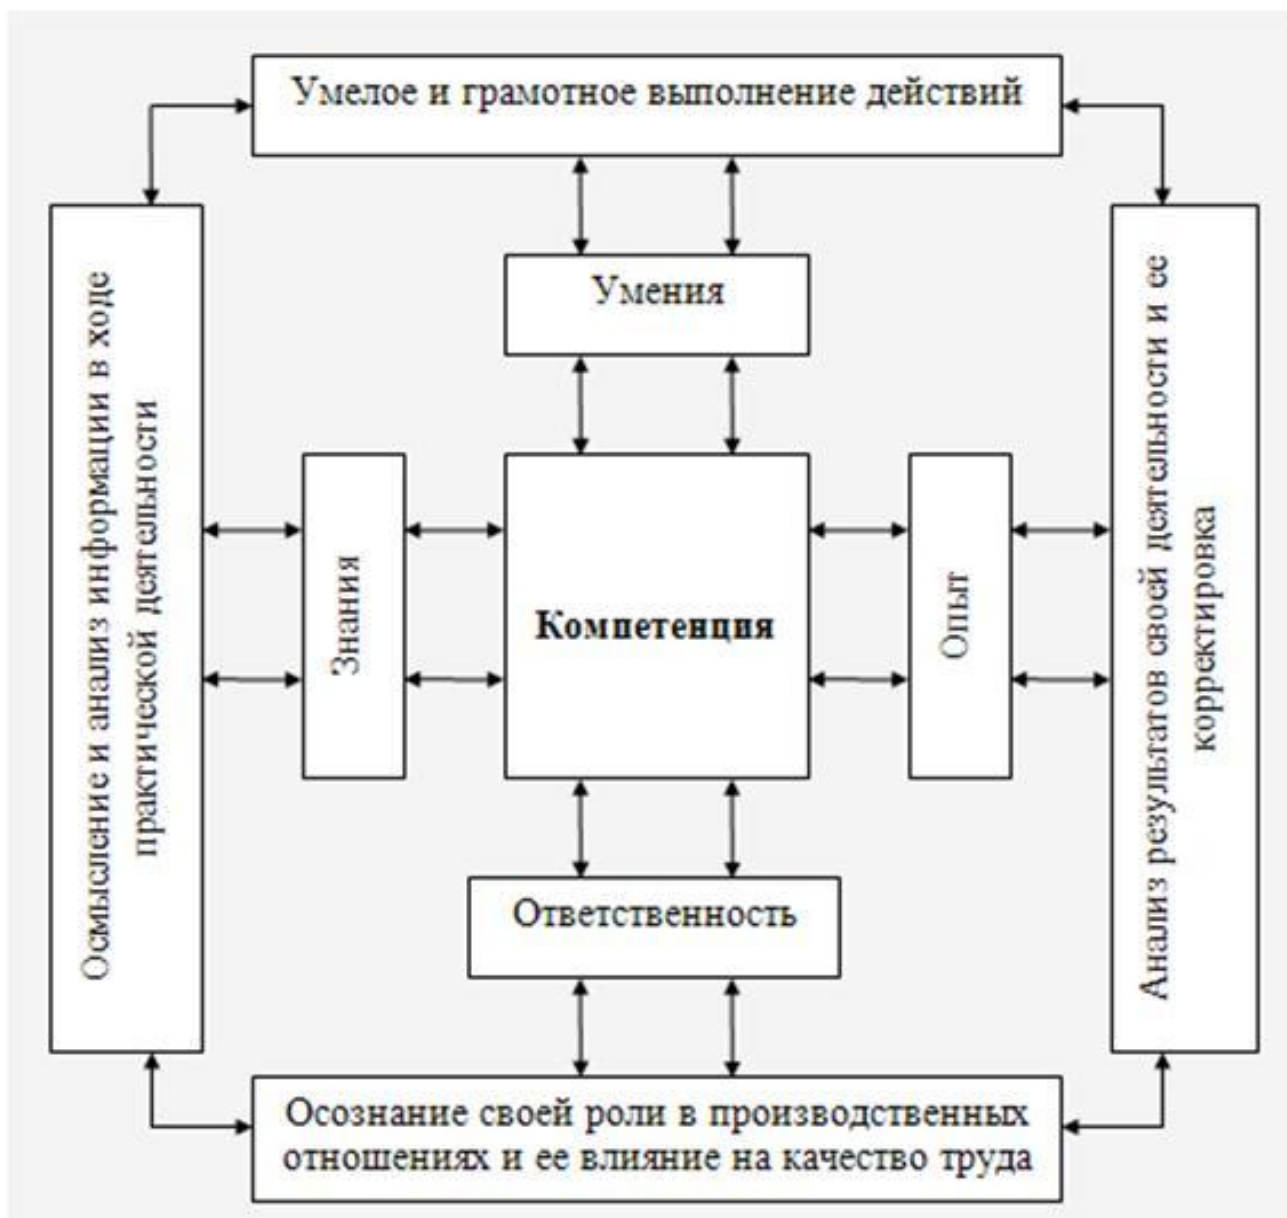 Умелое и грамотное выполнение действий
Умения
Осмысление и анализ информации в ходе
практической деятельности
Знания
Компетенция
Опыт
Анализ результатов своей деятельности и ее
корректировка
Ответственность
Осознание своей роли в производственных
отношениях и ее влияние на качество труда